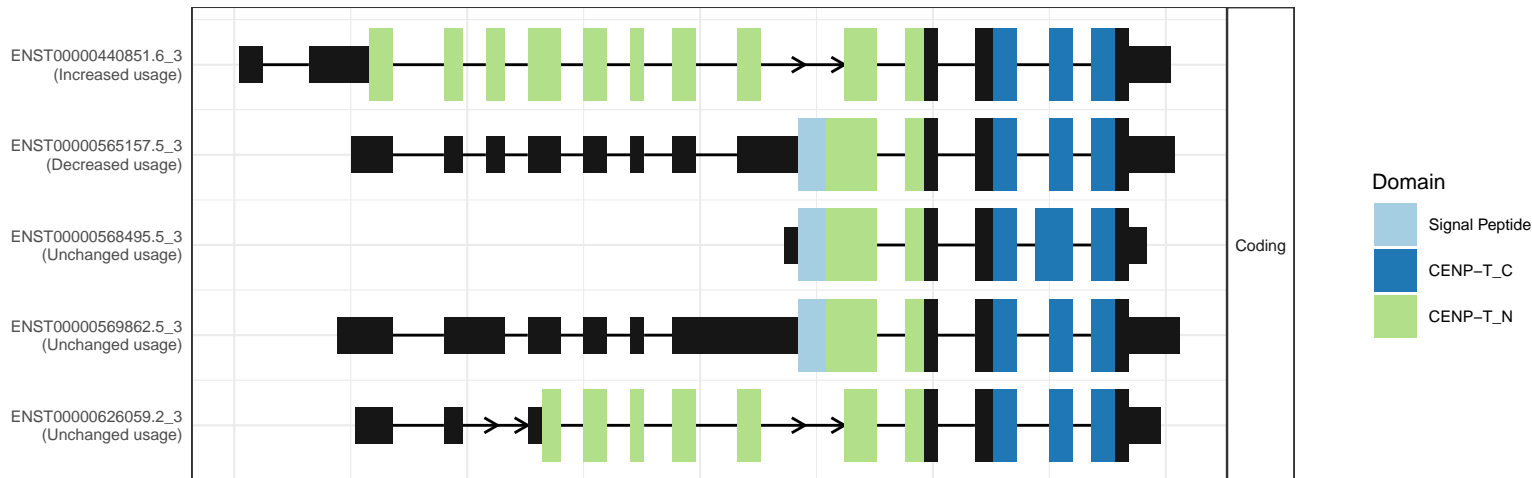 ENST00000440851.6_3
(Increased usage)
ENST00000565157.5_3
(Decreased usage)
ENST00000568495.5_3
(Unchanged usage)
ENST00000569862.5_3
(Unchanged usage)
ENST00000626059.2_3
(Unchanged usage)
Coding
Domain
Signal Peptide
CENP−T_C
CENP−T_N